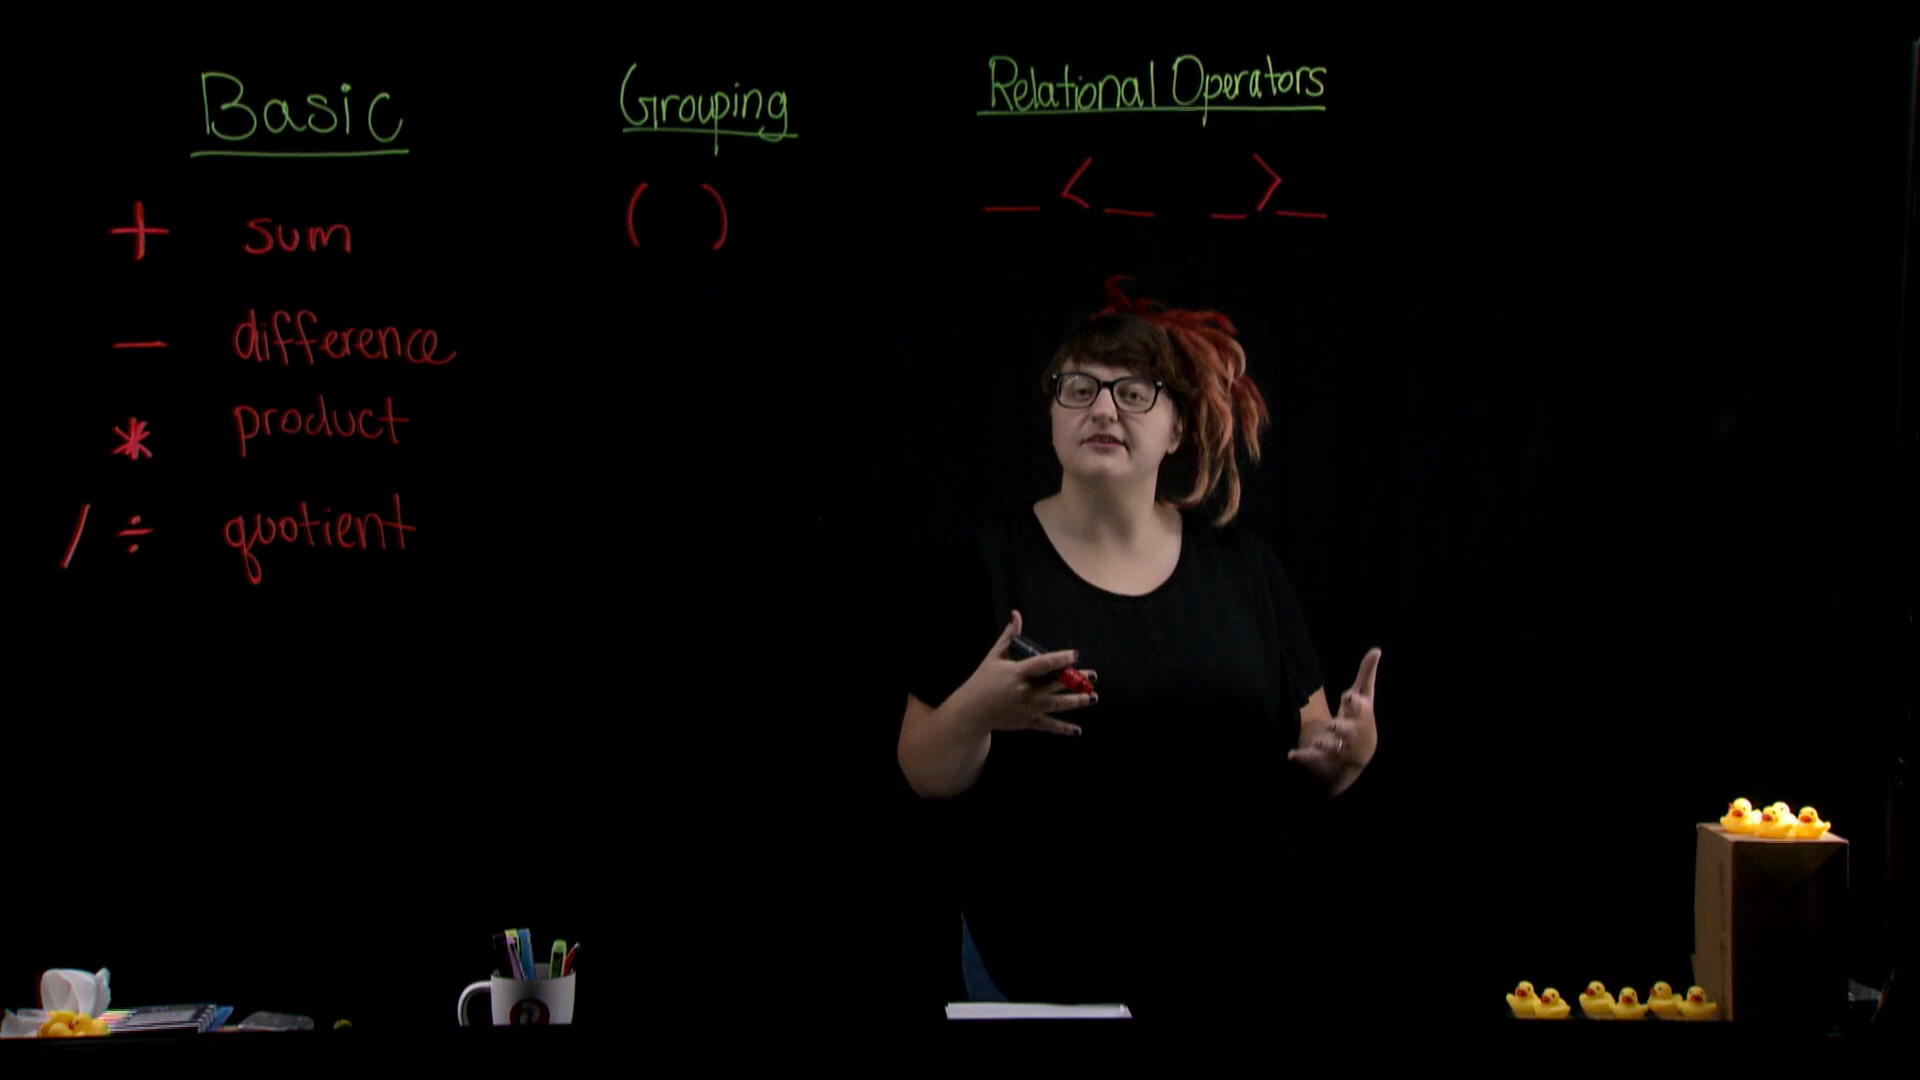 Basic
+ sum
- difference
* product
/ ÷ quotient
Grouping
( )
Relational Operators
_ < _ _ > _